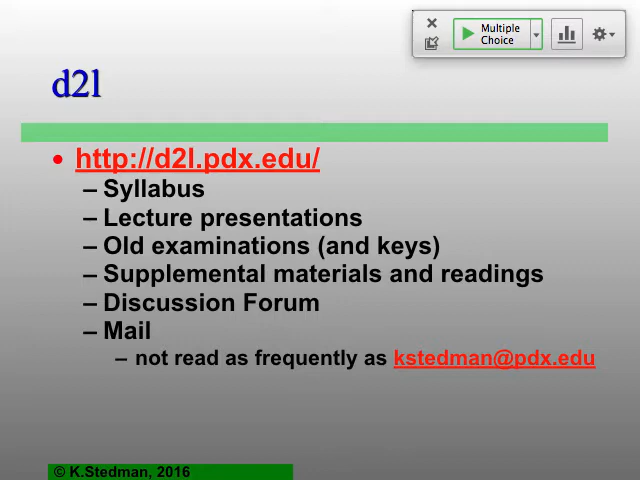 Multiple
Choice
d2l
• http://d2l.pdx.edu/
– Syllabus
– Lecture presentations
– Old examinations (and keys)
– Supplemental materials and readings
– Discussion Forum
– Mail
– not read as frequently as kstedman@pdx.edu
© K.Stedman, 2016